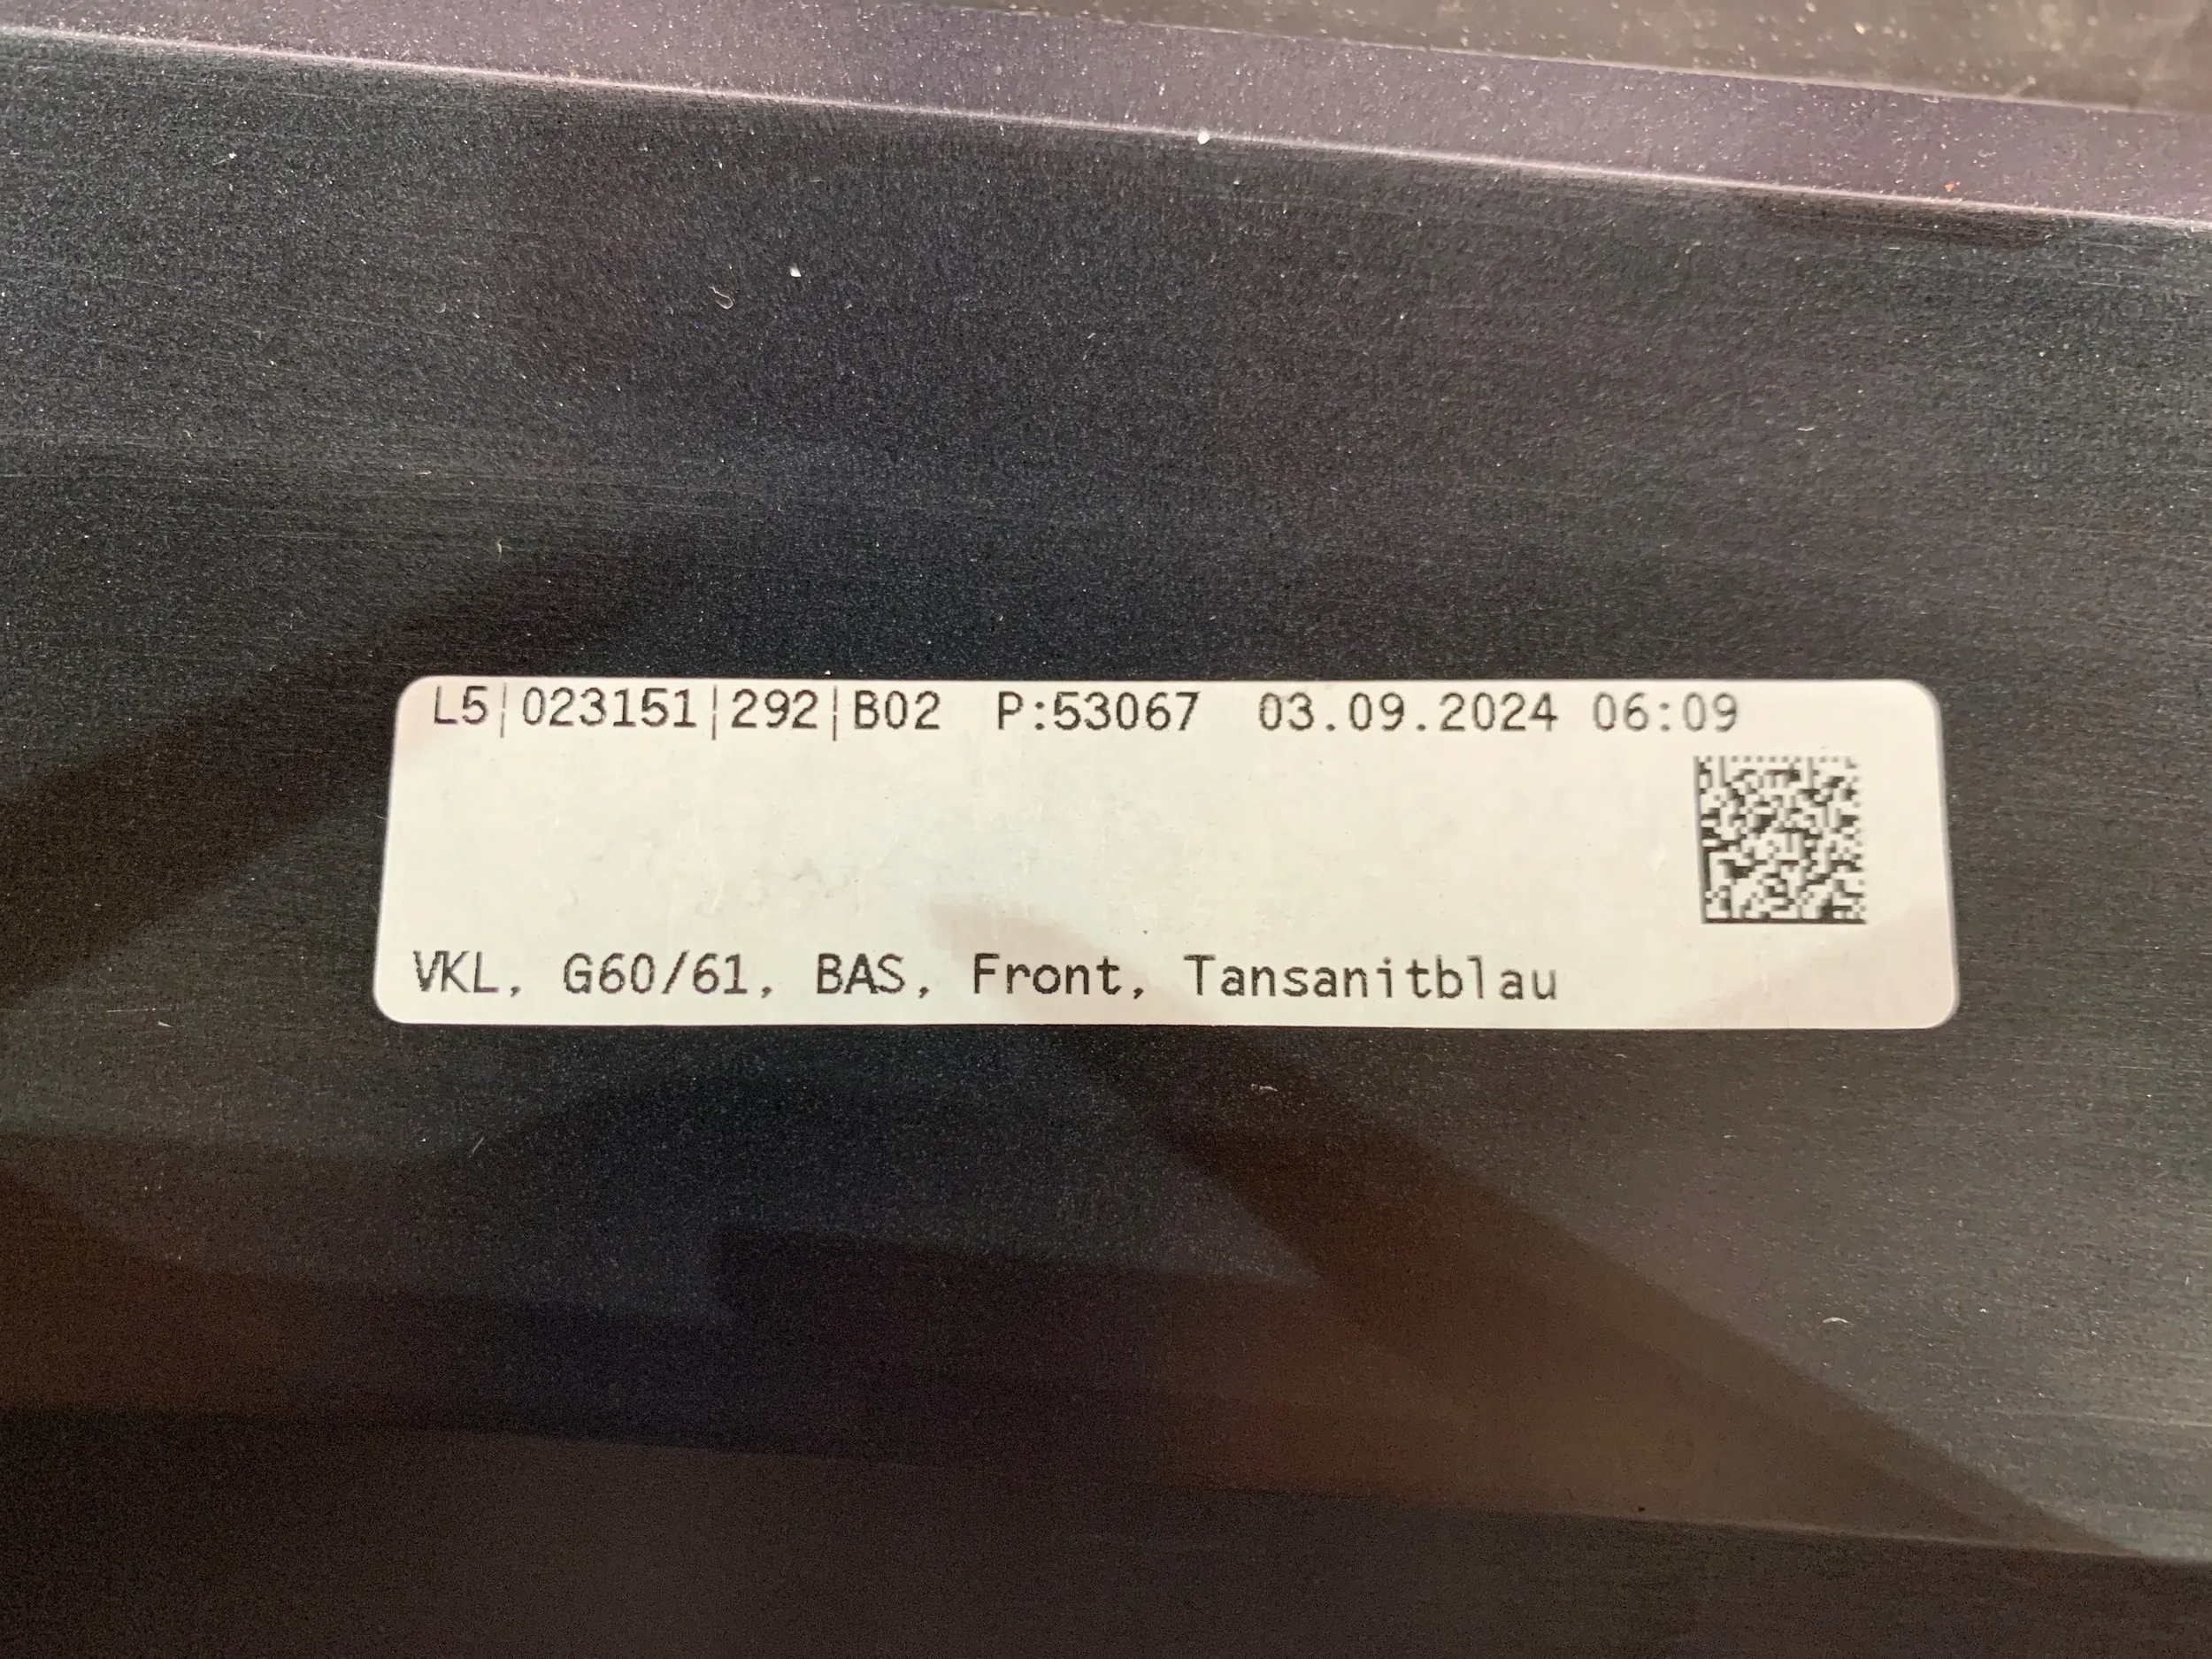 L5|023151|292|B02 P:53067 03.09.2024 06:09
VKL, G60/61, BAS, Front, Tansanitblau